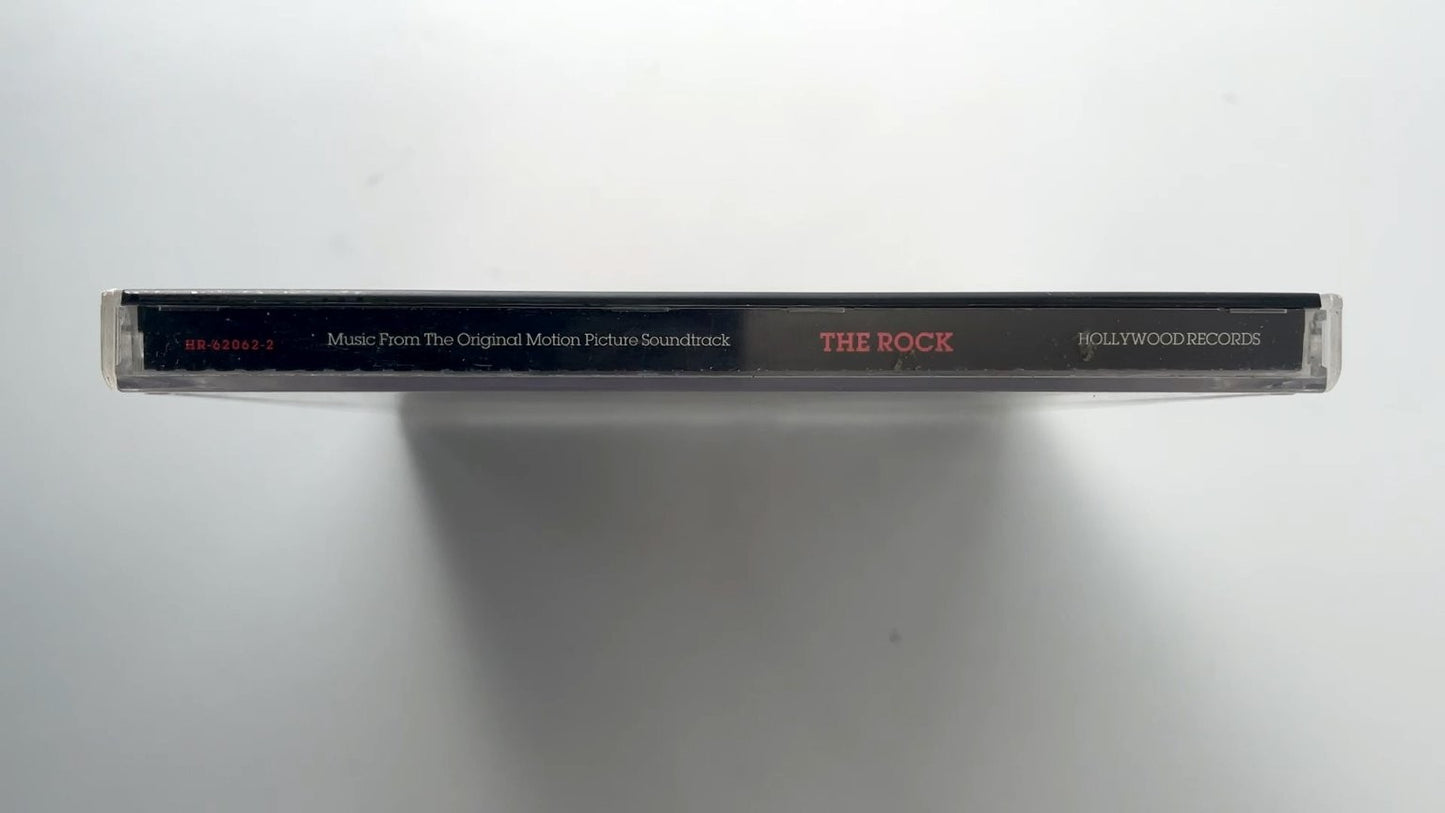 HR-62062-2 Music From The Original Motion Picture Soundtrack THE ROCK HOLLYWOOD RECORDS